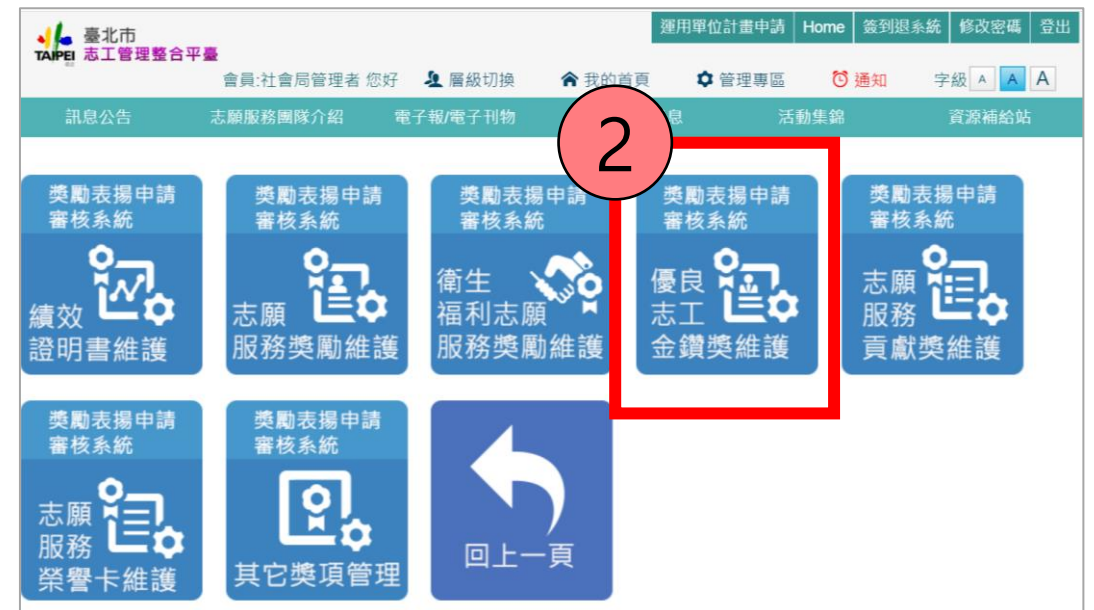 臺北市
TAIPEI 志工管理整合平臺
運用單位計畫申請 Home 簽到退系統 修改密碼 登出
會員:社會局管理者 您好 層級切換 我的首頁 管理專區 通知 字級 A A A
訊息公告 志願服務團隊介紹 電子報/電子刊物 息 活動集錦 資源補給站
2
獎勵表揚申請
審核系統
績效
證明書維護
獎勵表揚申請
審核系統
志願
服務獎勵維護
獎勵表揚申請
審核系統
衛生
福利志願
服務獎勵維護
獎勵表揚申請
審核系統
優良
志工
金鑽獎維護
獎勵表揚申請
審核系統
志願
服務
貢獻獎維護
獎勵表揚申請
審核系統
志願
服務
榮譽卡維護
獎勵表揚申請
審核系統
其它獎項管理
回上一頁